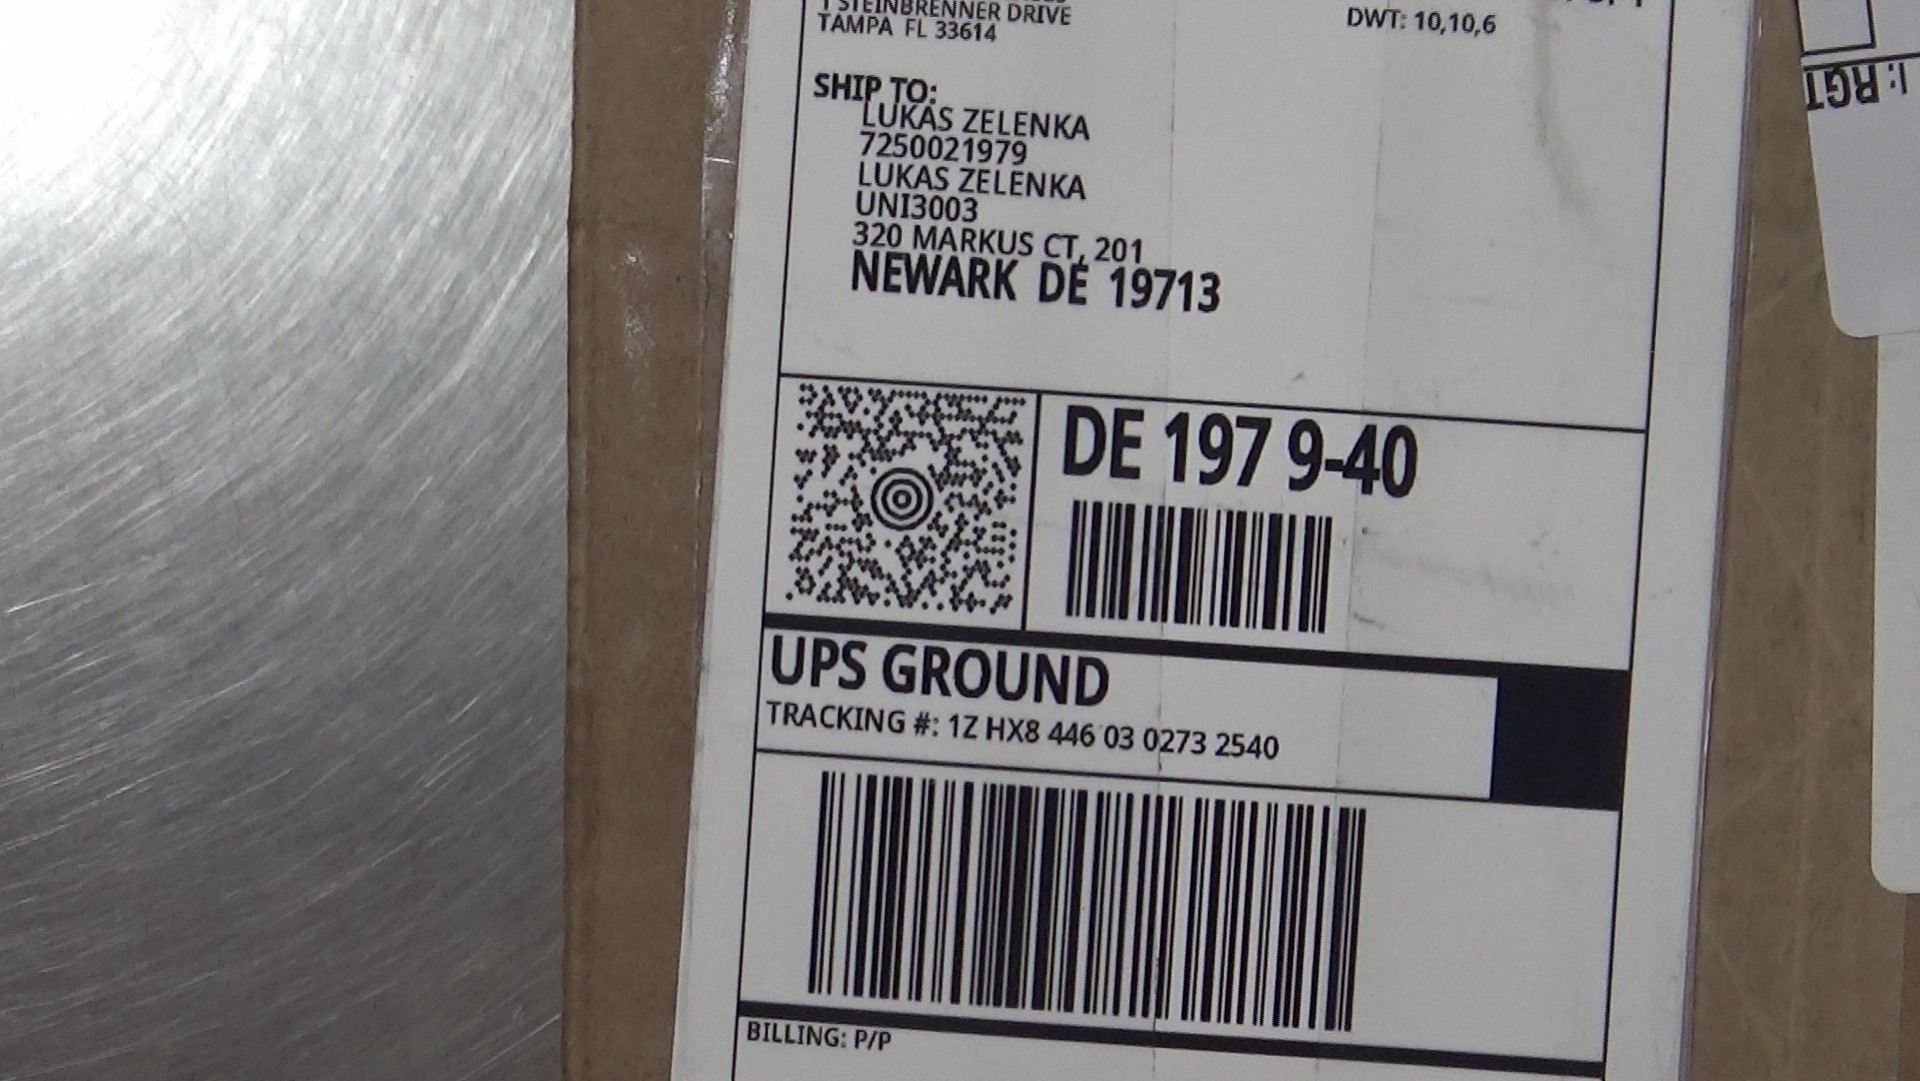 1 STEINBRENNER DRIVE
TAMPA FL 33614
DWT: 10,10,6
SHIP TO:
LUKAS ZELENKA
7250021979
LUKAS ZELENKA
UNI3003
320 MARKUS CT, 201
NEWARK DE 19713
DE 197 9-40
UPS GROUND
TRACKING #: 1Z HX8 446 03 0273 2540
BILLING: P/P
I: RGT